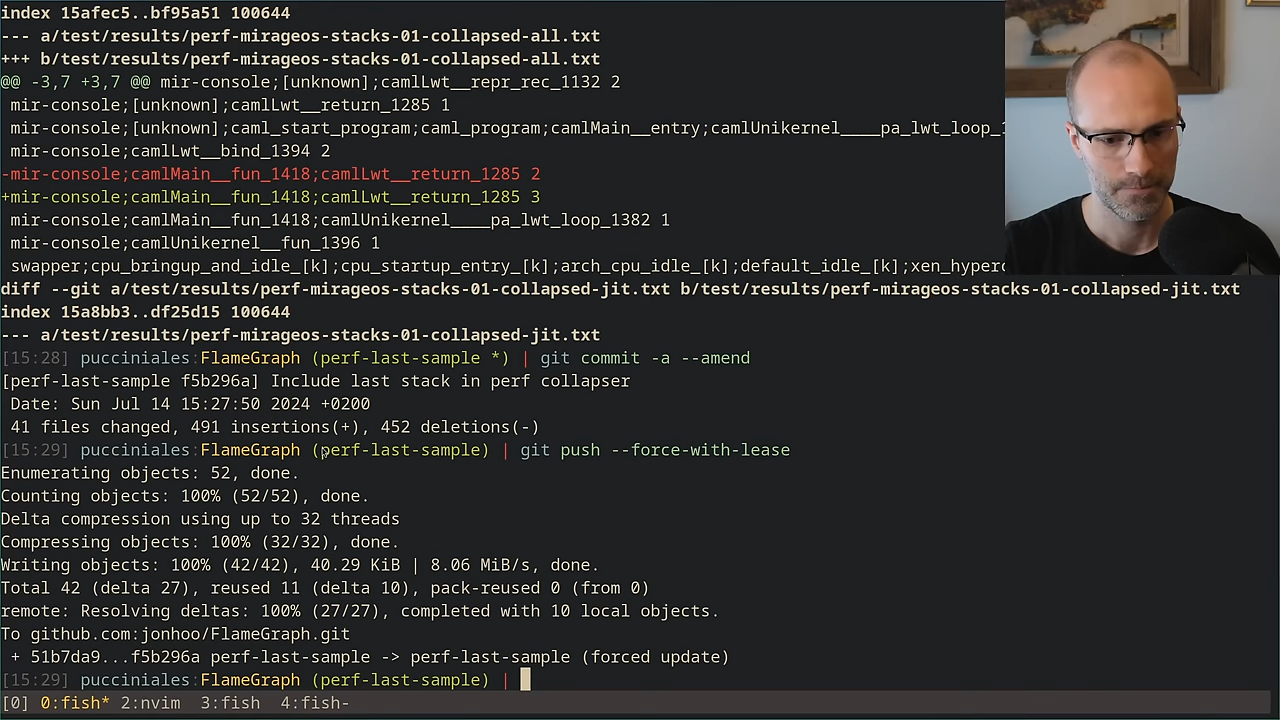 index 15afec5..bf95a51 100644
--- a/test/results/perf-mirageos-stacks-01-collapsed-all.txt
+++ b/test/results/perf-mirageos-stacks-01-collapsed-all.txt
@@ -3,7 +3,7 @@ mir-console;[unknown];camlLwt__repr_rec_1132 2
 mir-console;[unknown];camlLwt__return_1285 1
 mir-console;[unknown];caml_start_program;caml_program;camlMain__entry;camlUnikernel____pa_lwt_loop_
 mir-console;camlLwt__bind_1394 2
-mir-console;camlMain__fun_1418;camlLwt__return_1285 2
+mir-console;camlMain__fun_1418;camlLwt__return_1285 3
 mir-console;camlMain__fun_1418;camlUnikernel____pa_lwt_loop_1382 1
 mir-console;camlUnikernel__fun_1396 1
 swapper;cpu_bringup_and_idle_[k];cpu_startup_entry_[k];arch_cpu_idle_[k];default_idle_[k];xen_hyperc
diff --git a/test/results/perf-mirageos-stacks-01-collapsed-jit.txt b/test/results/perf-mirageos-stacks-01-collapsed-jit.txt
index 15a8bb3..df25d15 100644
--- a/test/results/perf-mirageos-stacks-01-collapsed-jit.txt
[15:28] pucciniales:FlameGraph (perf-last-sample *) | git commit -a --amend
[perf-last-sample f5b296a] Include last stack in perf collapser
 Date: Sun Jul 14 15:27:50 2024 +0200
 41 files changed, 491 insertions(+), 452 deletions(-)
[15:29] pucciniales:FlameGraph (perf-last-sample) | git push --force-with-lease
Enumerating objects: 52, done.
Counting objects: 100% (52/52), done.
Delta compression using up to 32 threads
Compressing objects: 100% (32/32), done.
Writing objects: 100% (42/42), 40.29 KiB | 8.06 MiB/s, done.
Total 42 (delta 27), reused 11 (delta 10), pack-reused 0 (from 0)
remote: Resolving deltas: 100% (27/27), completed with 10 local objects.
To github.com:jonhoo/FlameGraph.git
 + 51b7da9...f5b296a perf-last-sample -> perf-last-sample (forced update)
[15:29] pucciniales:FlameGraph (perf-last-sample) |
[0] 0:fish* 2:nvim  3:fish  4:fish-